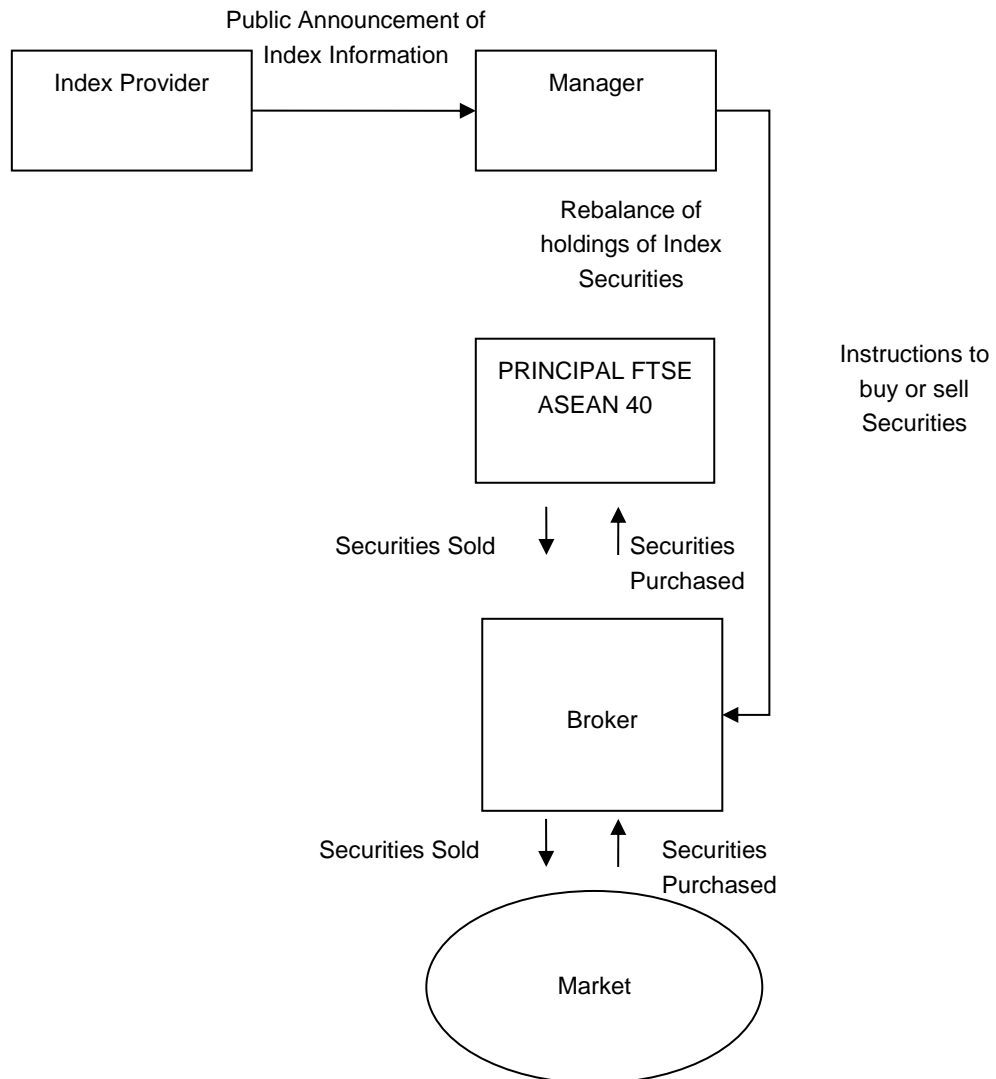 Public Announcement of
Index Information
Index Provider
Manager
Rebalance of
holdings of Index
Securities
PRINCIPAL FTSE
ASEAN 40
Instructions to
buy or sell
Securities
Securities Sold
Securities
Purchased
Broker
Securities Sold
Securities
Purchased
Market